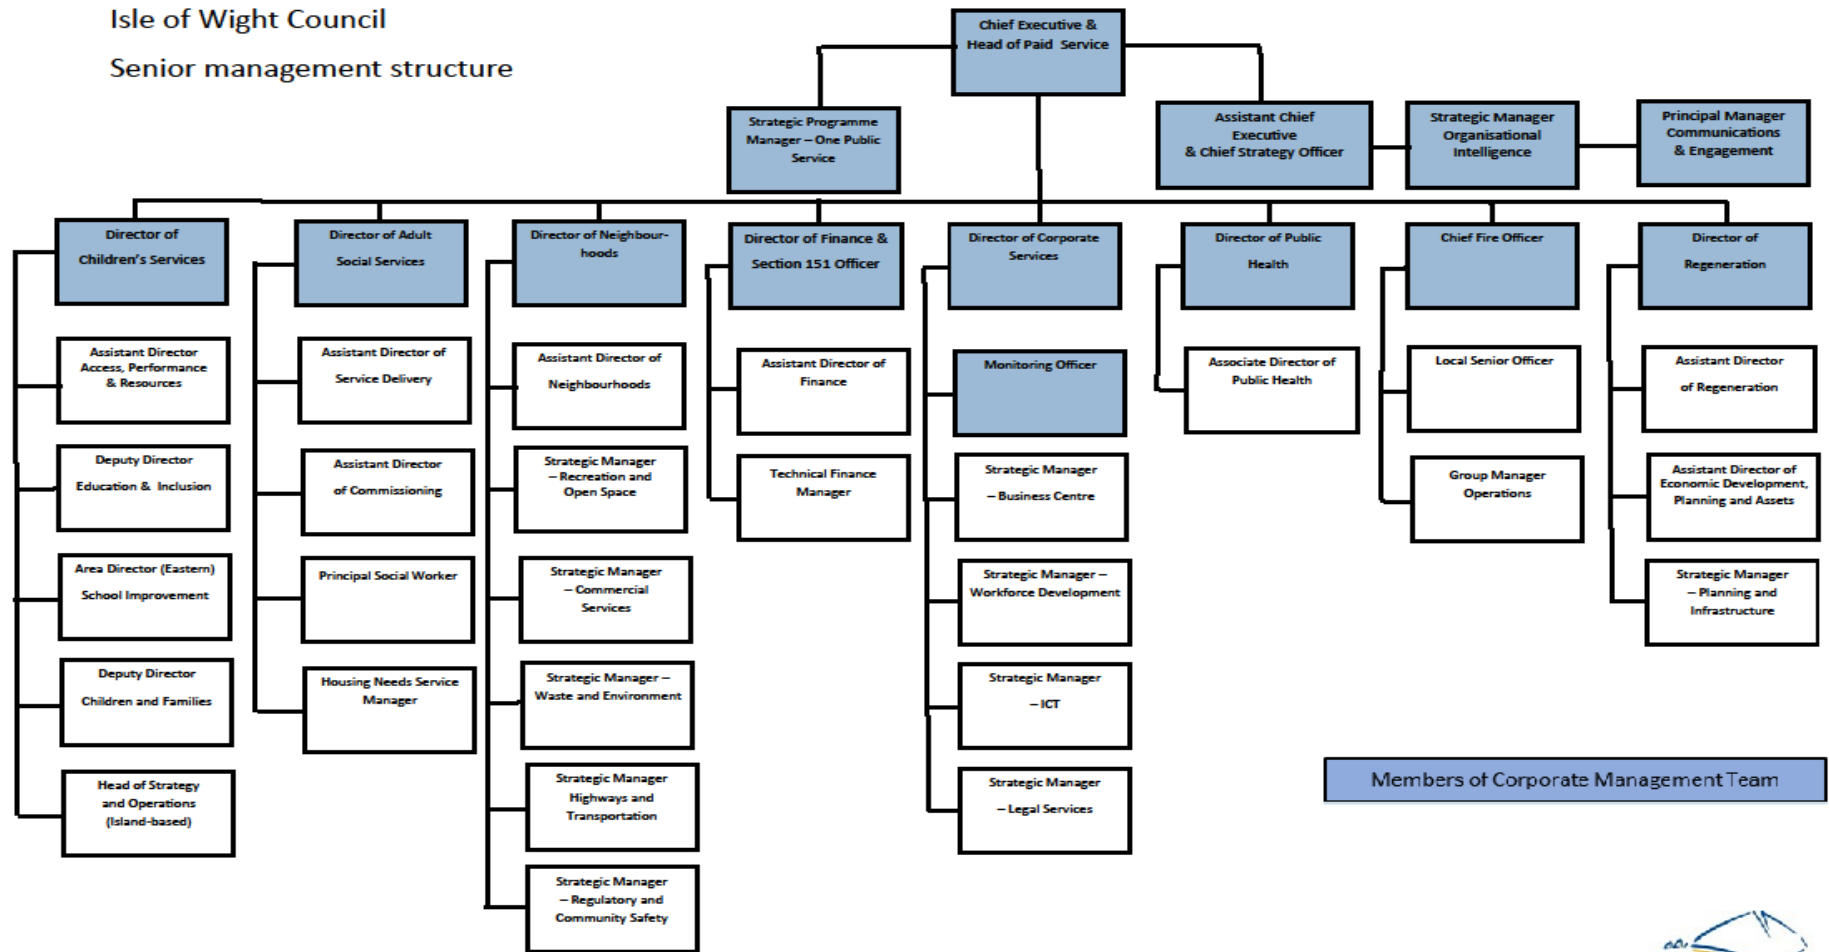 Isle of Wight Council
Senior management structure
Chief Executive &
Head of Paid Service
Strategic Programme
Manager – One Public
Service
Assistant Chief
Executive
& Chief Strategy Officer
Strategic Manager
Organisational
Intelligence
Principal Manager
Communications
& Engagement
Director of
Children's Services
Director of Adult
Social Services
Director of Neighbour-
hoods
Director of Finance &
Section 151 Officer
Director of Corporate
Services
Director of Public
Health
Chief Fire Officer
Director of
Regeneration
Assistant Director
Access, Performance
& Resources
Deputy Director
Education & Inclusion
Area Director (Eastern)
School Improvement
Deputy Director
Children and Families
Head of Strategy
and Operations
(Island-based)
Assistant Director of
Service Delivery
Assistant Director
of Commissioning
Principal Social Worker
Housing Needs Service
Manager
Assistant Director of
Neighbourhoods
Strategic Manager
– Recreation and
Open Space
Strategic Manager
– Commercial
Services
Strategic Manager –
Waste and Environment
Strategic Manager
Highways and
Transportation
Strategic Manager
– Regulatory and
Community Safety
Assistant Director of
Finance
Technical Finance
Manager
Monitoring Officer
Strategic Manager
– Business Centre
Strategic Manager –
Workforce Development
Strategic Manager
– ICT
Strategic Manager
– Legal Services
Associate Director of
Public Health
Local Senior Officer
Group Manager
Operations
Assistant Director
of Regeneration
Assistant Director of
Economic Development,
Planning and Assets
Strategic Manager
– Planning and
Infrastructure
Members of Corporate Management Team